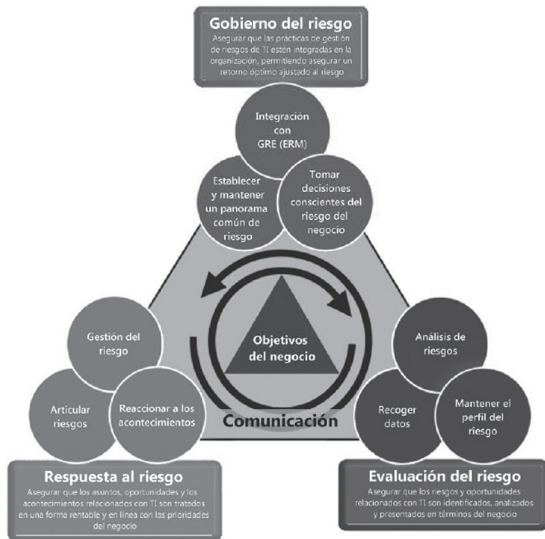 Gobierno del riesgo
Asegurar que las prácticas de gestión
de riesgos de TI estén integradas en la
organización, permitiendo asegurar un
retorno óptimo ajustado al riesgo
Integración
con
GRE (ERM)
Establecer
y mantener
un panorama
común de
riesgo
Tomar
decisiones
conscientes del
riesgo del
negocio
Objetivos
del negocio
Comunicación
Gestión del
riesgo
Articular
riesgos
Reaccionar a los
acontecimientos
Análisis de
riesgos
Recoger
datos
Mantener el
perfil del
riesgo
Respuesta al riesgo
Asegurar que los asuntos, oportunidades y los
acontecimientos relacionados con TI son tratados
en una forma rentable y en línea con las prioridades
del negocio
Evaluación del riesgo
Asegurar que los riesgos y oportunidades
relacionados con TI son identificados, analizados
y presentados en términos del negocio